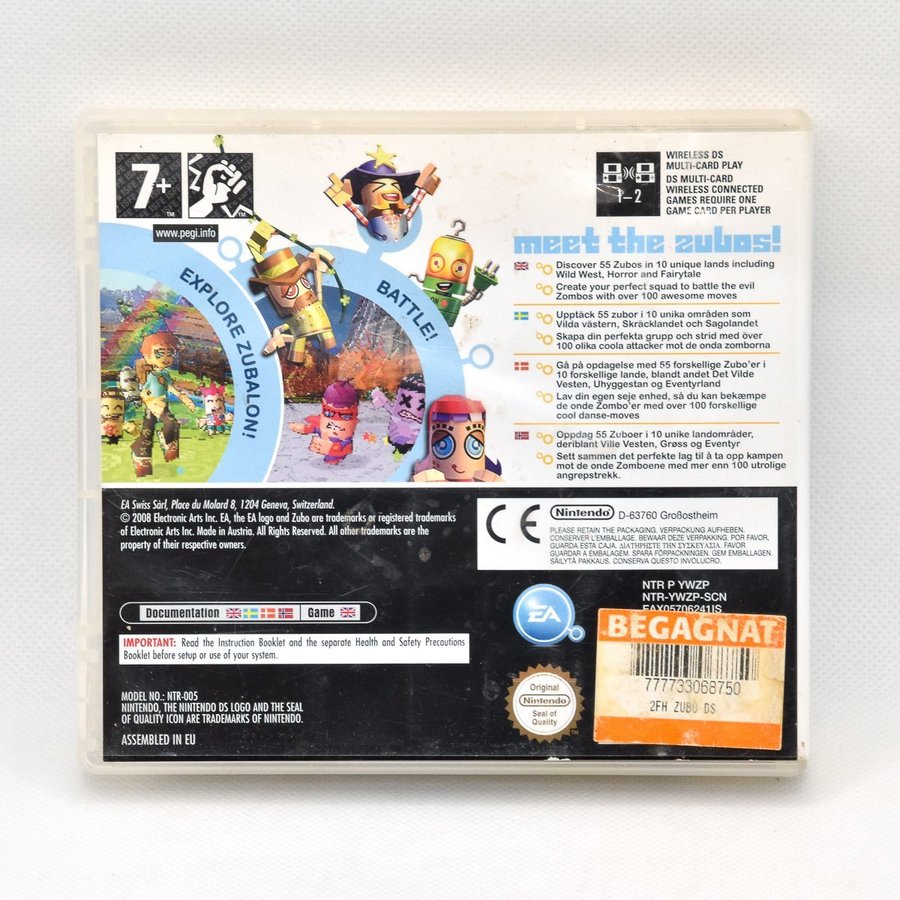 7+
™
™
www.pegi.info
EXPLORE ZUBALON!
BATTLE!
1-2
WIRELESS DS
MULTI-CARD PLAY
DS MULTI-CARD
WIRELESS CONNECTED
GAMES REQUIRE ONE
GAME CARD PER PLAYER
meet the zubos!
Discover 55 Zubos in 10 unique lands including
Wild West, Horror and Fairytale
Create your perfect squad to battle the evil
Zombos with over 100 awesome moves
Upptäck 55 zubor i 10 unika områden som
Vilda västern, Skräcklandet och Sagolandet
Skapa din perfekta grupp och strid med över
100 olika coola attacker mot de onda zomborna
Gå på opdagelse med 55 forskellige Zubo'er i
10 forskellige lande, blandt andet Det Vilde
Vesten, Uhyggestan og Eventyrland
Lav din egen seje enhed, så du kan bekæmpe
de onde Zombo'er med over 100 forskellige
cool danse-moves
Oppdag 55 Zuboer i 10 unike landområder,
deriblant Ville Vesten, Grøss og Eventyr
Sett sammen det perfekte lag til å ta opp kampen
mot de onde Zomboene med mer enn 100 utrolige
angrepstrekk.
EA Swiss Sàrl, Place du Molard 8, 1204 Geneva, Switzerland.
© 2008 Electronic Arts Inc. EA, the EA logo and Zubo are trademarks or registered trademarks
of Electronic Arts Inc. Made in Austria. All Rights Reserved. All other trademarks are the
property of their respective owners.
CE
Nintendo D-63760 Großostheim
PLEASE RETAIN THE PACKAGING. VERPACKUNG AUFHEBEN.
CONSERVER L'EMBALLAGE. BEWAAR DEZE VERPAKKING. POR FAVOR,
GUARDA ESTA CAJA. ΔΙΑΤΗΡΗΣΤΕ ΤΗΝ ΣΥΣΚΕΥΑΣΙΑ. FAVOR
GUARDAR A EMBALAGEM. SPARA FÖRPACKNINGEN. GEM EMBALLAGEN.
SÄILYTÄ PAKKAUS. CONSERVA QUESTO INVOLUCRO.
NTR P YWZP
NTR-YWZP-SCN
EAX05706241IS
Documentation
Game
EA
IMPORTANT: Read the Instruction Booklet and the separate Health and Safety Precautions
Booklet before setup or use of your system.
MODEL NO.: NTR-005
NINTENDO, THE NINTENDO DS LOGO AND THE SEAL
OF QUALITY ICON ARE TRADEMARKS OF NINTENDO.
ASSEMBLED IN EU
Original
Nintendo
Seal of
Quality
BEGAGNAT
777733068750
2FH ZUBO DS